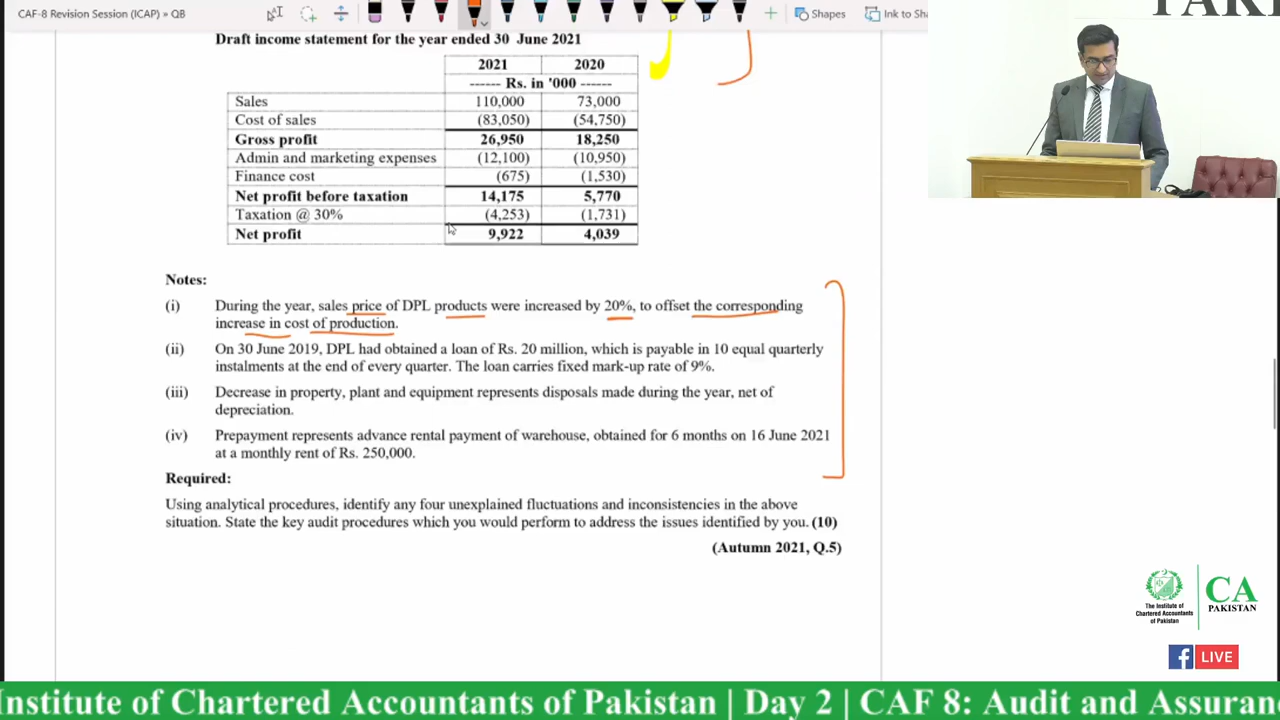 CAF-8 Revision Session (ICAP) » QB
Shapes
Ink to Sh
Draft income statement for the year ended 30 June 2021
2021 2020
------ Rs. in '000 ------
Sales 110,000 73,000
Cost of sales (83,050) (54,750)
Gross profit 26,950 18,250
Admin and marketing expenses (12,100) (10,950)
Finance cost (675) (1,530)
Net profit before taxation 14,175 5,770
Taxation @ 30% (4,253) (1,731)
Net profit 9,922 4,039
Notes:
(i) During the year, sales price of DPL products were increased by 20%, to offset the corresponding
increase in cost of production.
(ii) On 30 June 2019, DPL had obtained a loan of Rs. 20 million, which is payable in 10 equal quarterly
instalments at the end of every quarter. The loan carries fixed mark-up rate of 9%.
(iii) Decrease in property, plant and equipment represents disposals made during the year, net of
depreciation.
(iv) Prepayment represents advance rental payment of warehouse, obtained for 6 months on 16 June 2021
at a monthly rent of Rs. 250,000.
Required:
Using analytical procedures, identify any four unexplained fluctuations and inconsistencies in the above
situation. State the key audit procedures which you would perform to address the issues identified by you. (10)
(Autumn 2021, Q.5)
The Institute of
Chartered Accountants
of Pakistan
CA
PAKISTAN
f LIVE
Institute of Chartered Accountants of Pakistan | Day 2 | CAF 8: Audit and Assuran